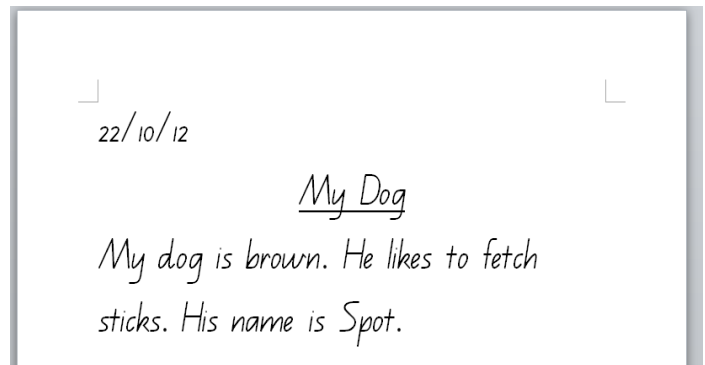 22/10/12
My Dog
My dog is brown. He likes to fetch
sticks. His name is Spot.